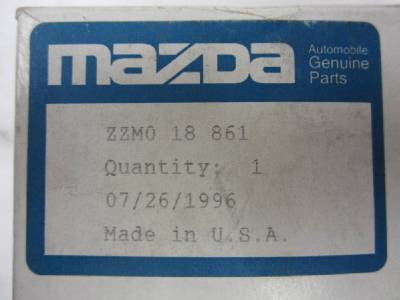 mazda
Automobile
Genuine
Parts
ZZM0 18 861
Quantity: 1
07/26/1996
Made in U.S.A.